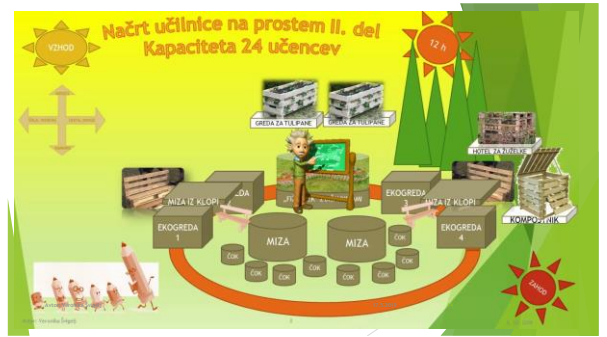 Načrt učilnice na prostem II. del
Kapaciteta 24 učencev
VZHOD
12 h
GREDA ZA TULIPANE
GREDA ZA TULIPANE
HOTEL ZA ŽUŽELKE
KOMPOSTNIK
MIZA IZ KLOPI
EKOGREDA
MIZA IZ KLOPI
EKOGREDA
1
EKOGREDA
4
MIZA
MIZA
ČOK
ČOK
ČOK
ČOK
ČOK
ČOK
ČOK
ČOK
ZAHOD